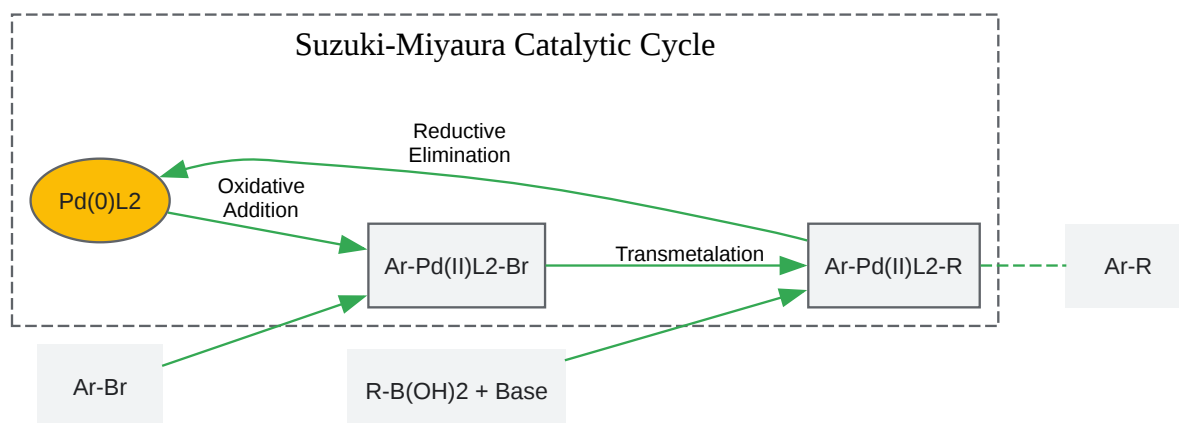 Suzuki-Miyaura Catalytic Cycle
Reductive
Elimination
Pd(0)L2
Oxidative
Addition
Ar-Pd(II)L2-Br
Transmetalation
Ar-Pd(II)L2-R
Ar-R
Ar-Br
R-B(OH)2 + Base